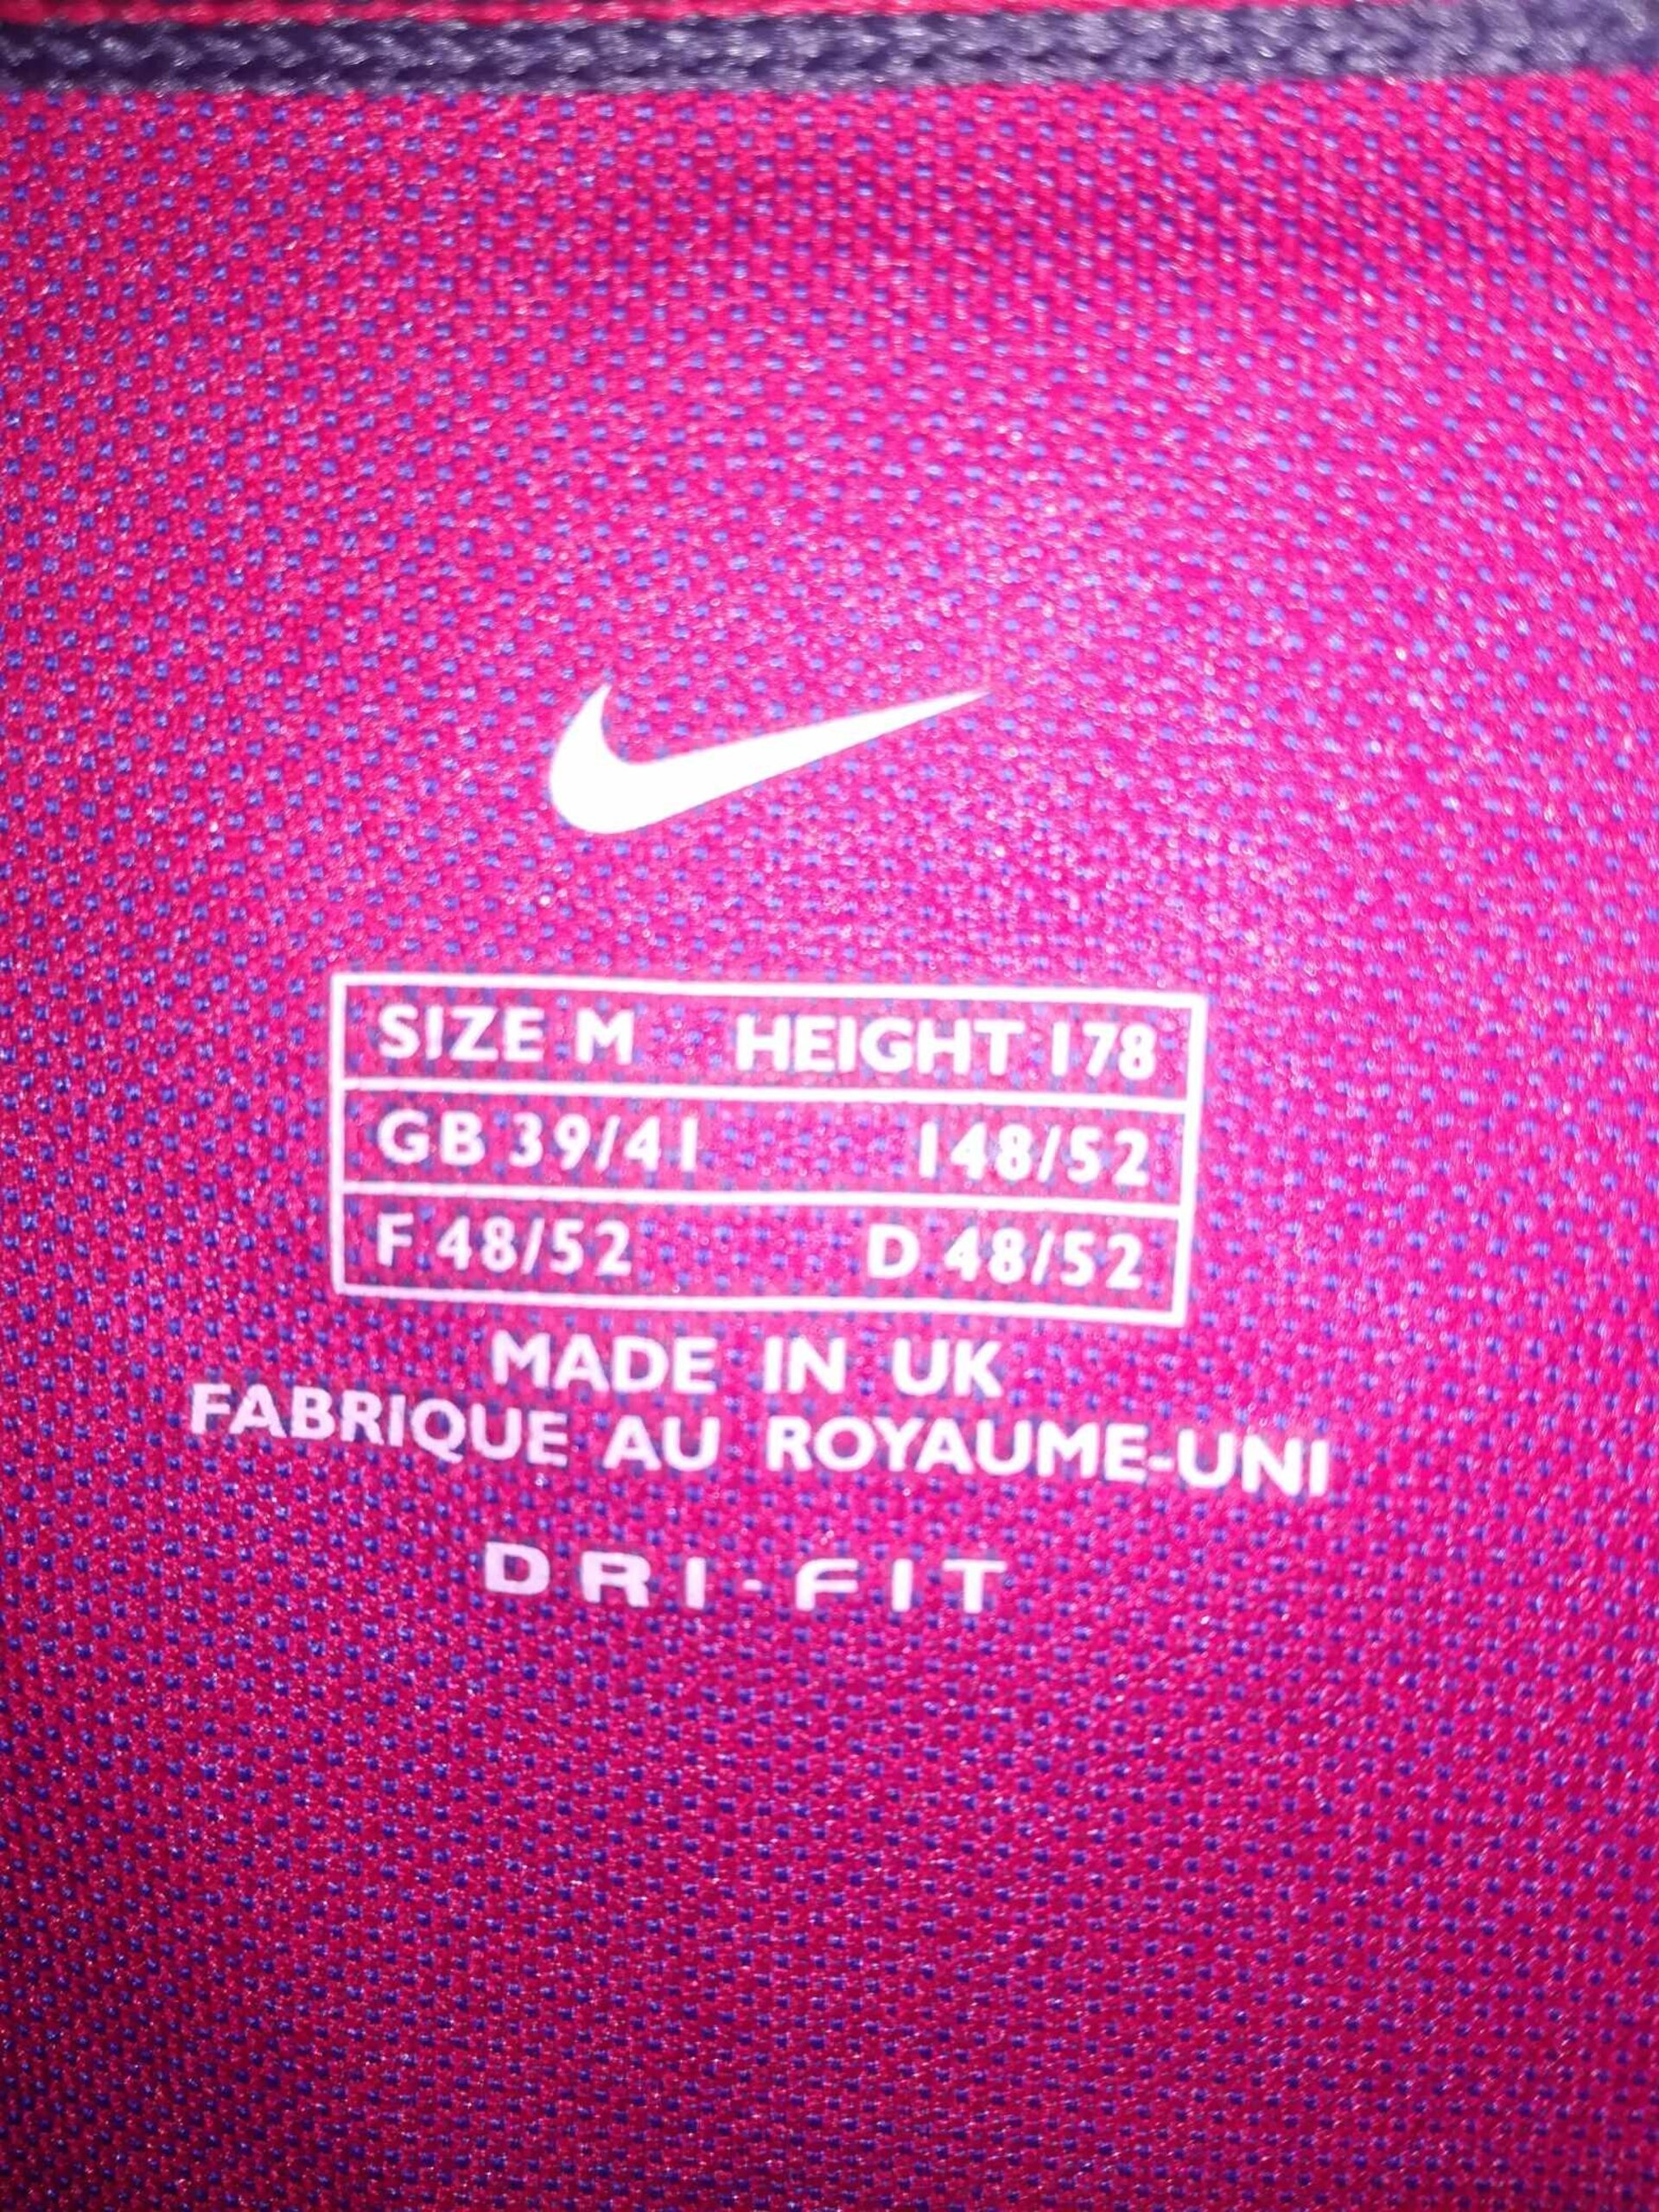 SIZE M HEIGHT 178
GB 39/41 I48/52
F 48/52 D 48/52
MADE IN UK
FABRIQUE AU ROYAUME-UNI
DRI-FIT